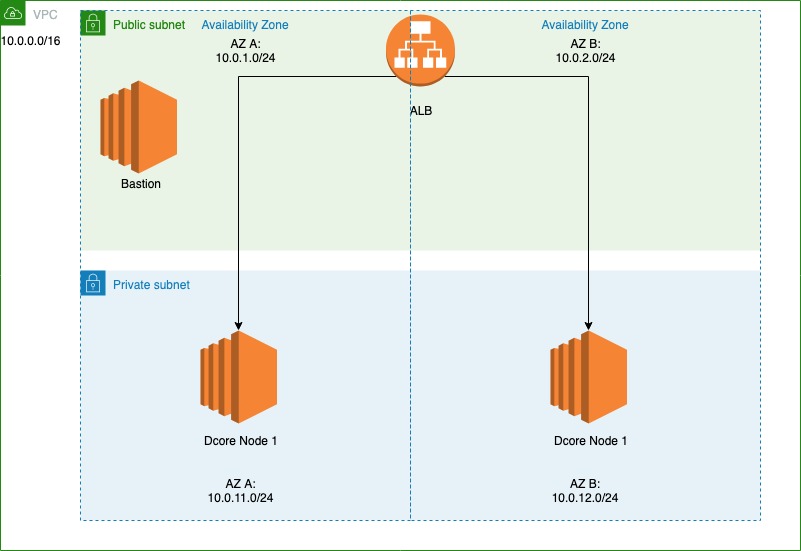 VPC
10.0.0.0/16
Public subnet
Availability Zone
AZ A:
10.0.1.0/24
Availability Zone
AZ B:
10.0.2.0/24
ALB
Bastion
Private subnet
Dcore Node 1
Dcore Node 1
AZ A:
10.0.11.0/24
AZ B:
10.0.12.0/24